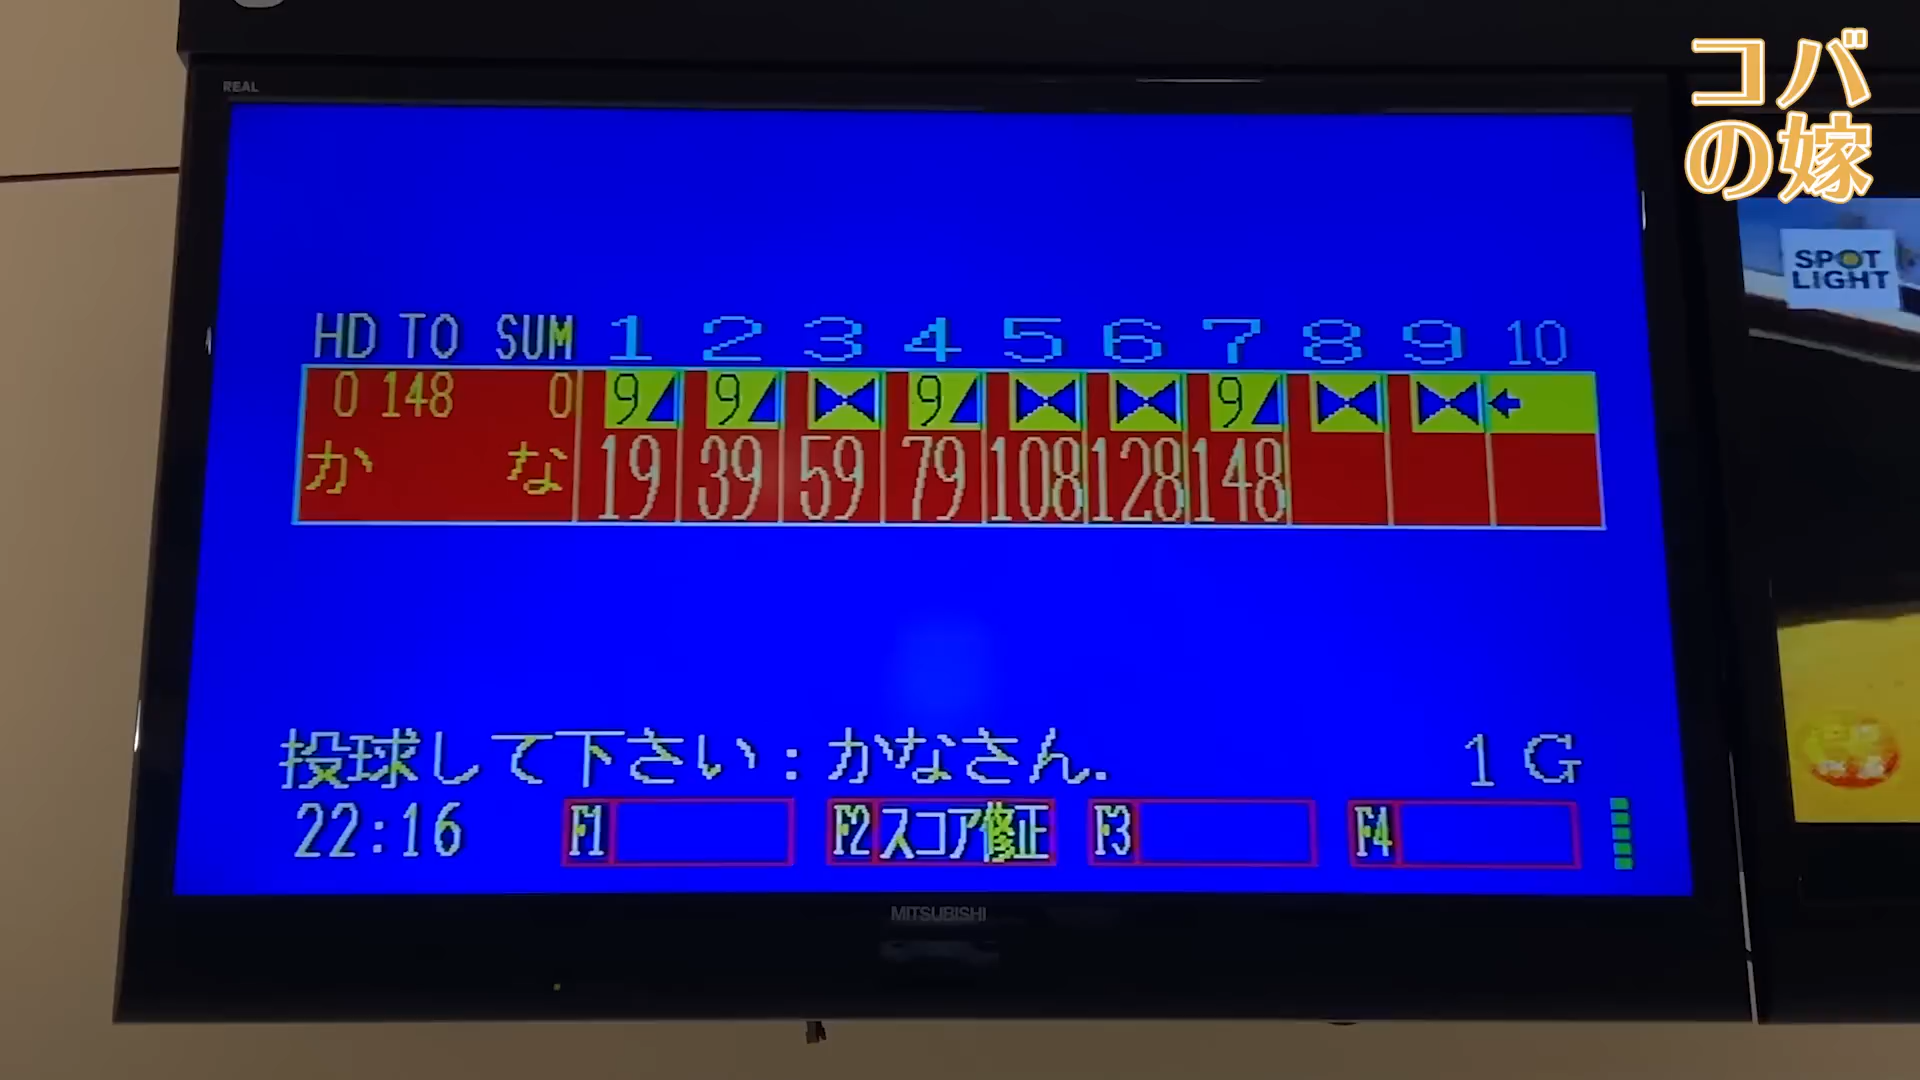 コバ
の嫁
REAL
SPOT
LIGHT
HD TO SUM 1 2 3 4 5 6 7 8 9 10
0 148 0 9 9 9 9
かな 19 39 59 79 108 128 148
投球して下さい:かなさん. 1G
22:16 F1 F2 スコア修正 F3 F4
MITSUBISHI